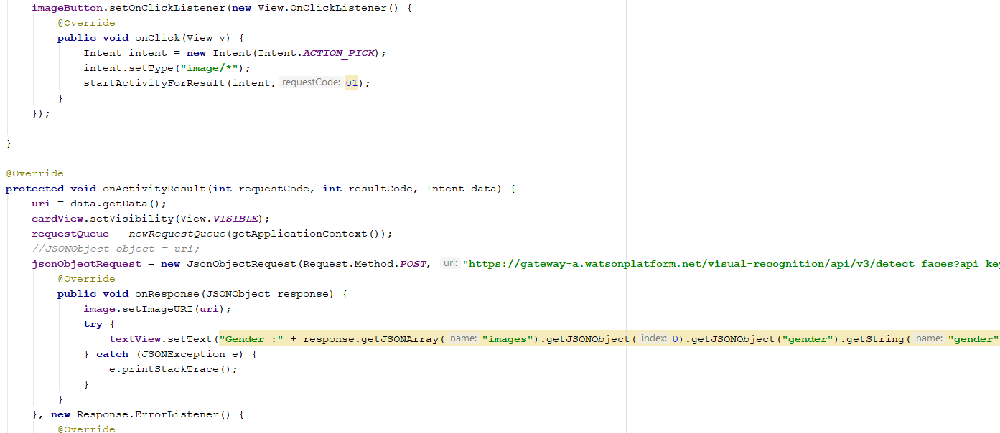 imageButton.setOnClickListener(new View.OnClickListener() {
@Override
public void onClick(View v) {
Intent intent = new Intent(Intent.ACTION_PICK);
intent.setType("image/*");
startActivityForResult(intent, requestCode: 01);
}
});
}
@Override
protected void onActivityResult(int requestCode, int resultCode, Intent data) {
uri = data.getData();
cardView.setVisibility(View.VISIBLE);
requestQueue = newRequestQueue(getApplicationContext());
//JSONObject object = uri;
jsonObjectRequest = new JsonObjectRequest(Request.Method.POST, url: "https://gateway-a.watsonplatform.net/visual-recognition/api/v3/detect_faces?api_key
@Override
public void onResponse(JSONObject response) {
image.setImageURI(uri);
try {
textView.setText("Gender :" + response.getJSONArray( name: "images").getJSONObject( index: 0).getJSONObject("gender").getString( name: "gender"
} catch (JSONException e) {
e.printStackTrace();
}
}
}, new Response.ErrorListener() {
@Override